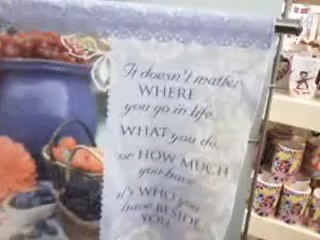 It doesn't matter
WHERE
you go in life...
WHAT you do...
or HOW MUCH
you have...
it's WHO you
have BESIDE
YOU